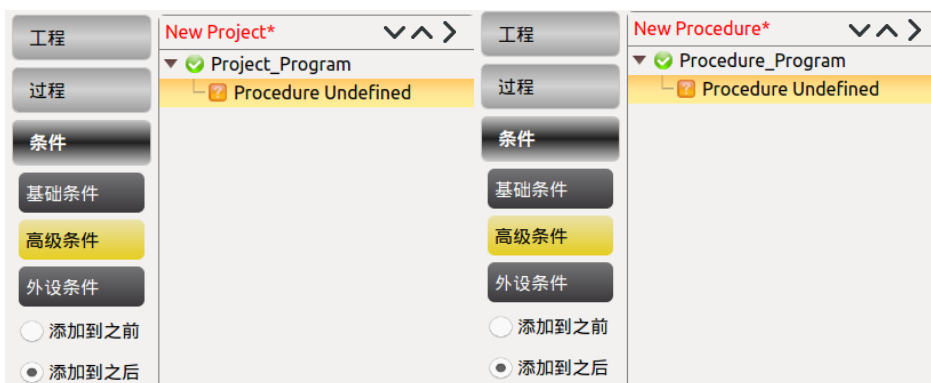 工程
过程
条件
基础条件
高级条件
外设条件
添加到之前
添加到之后
New Project*
Project_Program
Procedure Undefined
工程
过程
条件
基础条件
高级条件
外设条件
添加到之前
添加到之后
New Procedure*
Procedure_Program
Procedure Undefined